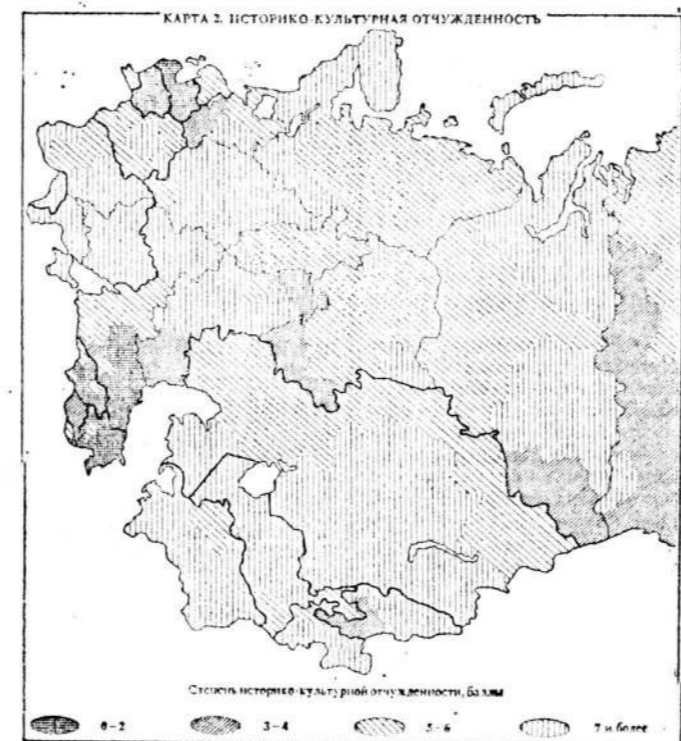 КАРТА 2. ИСТОРИКО-КУЛЬТУРНАЯ ОТЧУЖДЕННОСТЬ
Степень историко-культурной отчужденности, баллы
0-2 3-4 5-6 7 и более